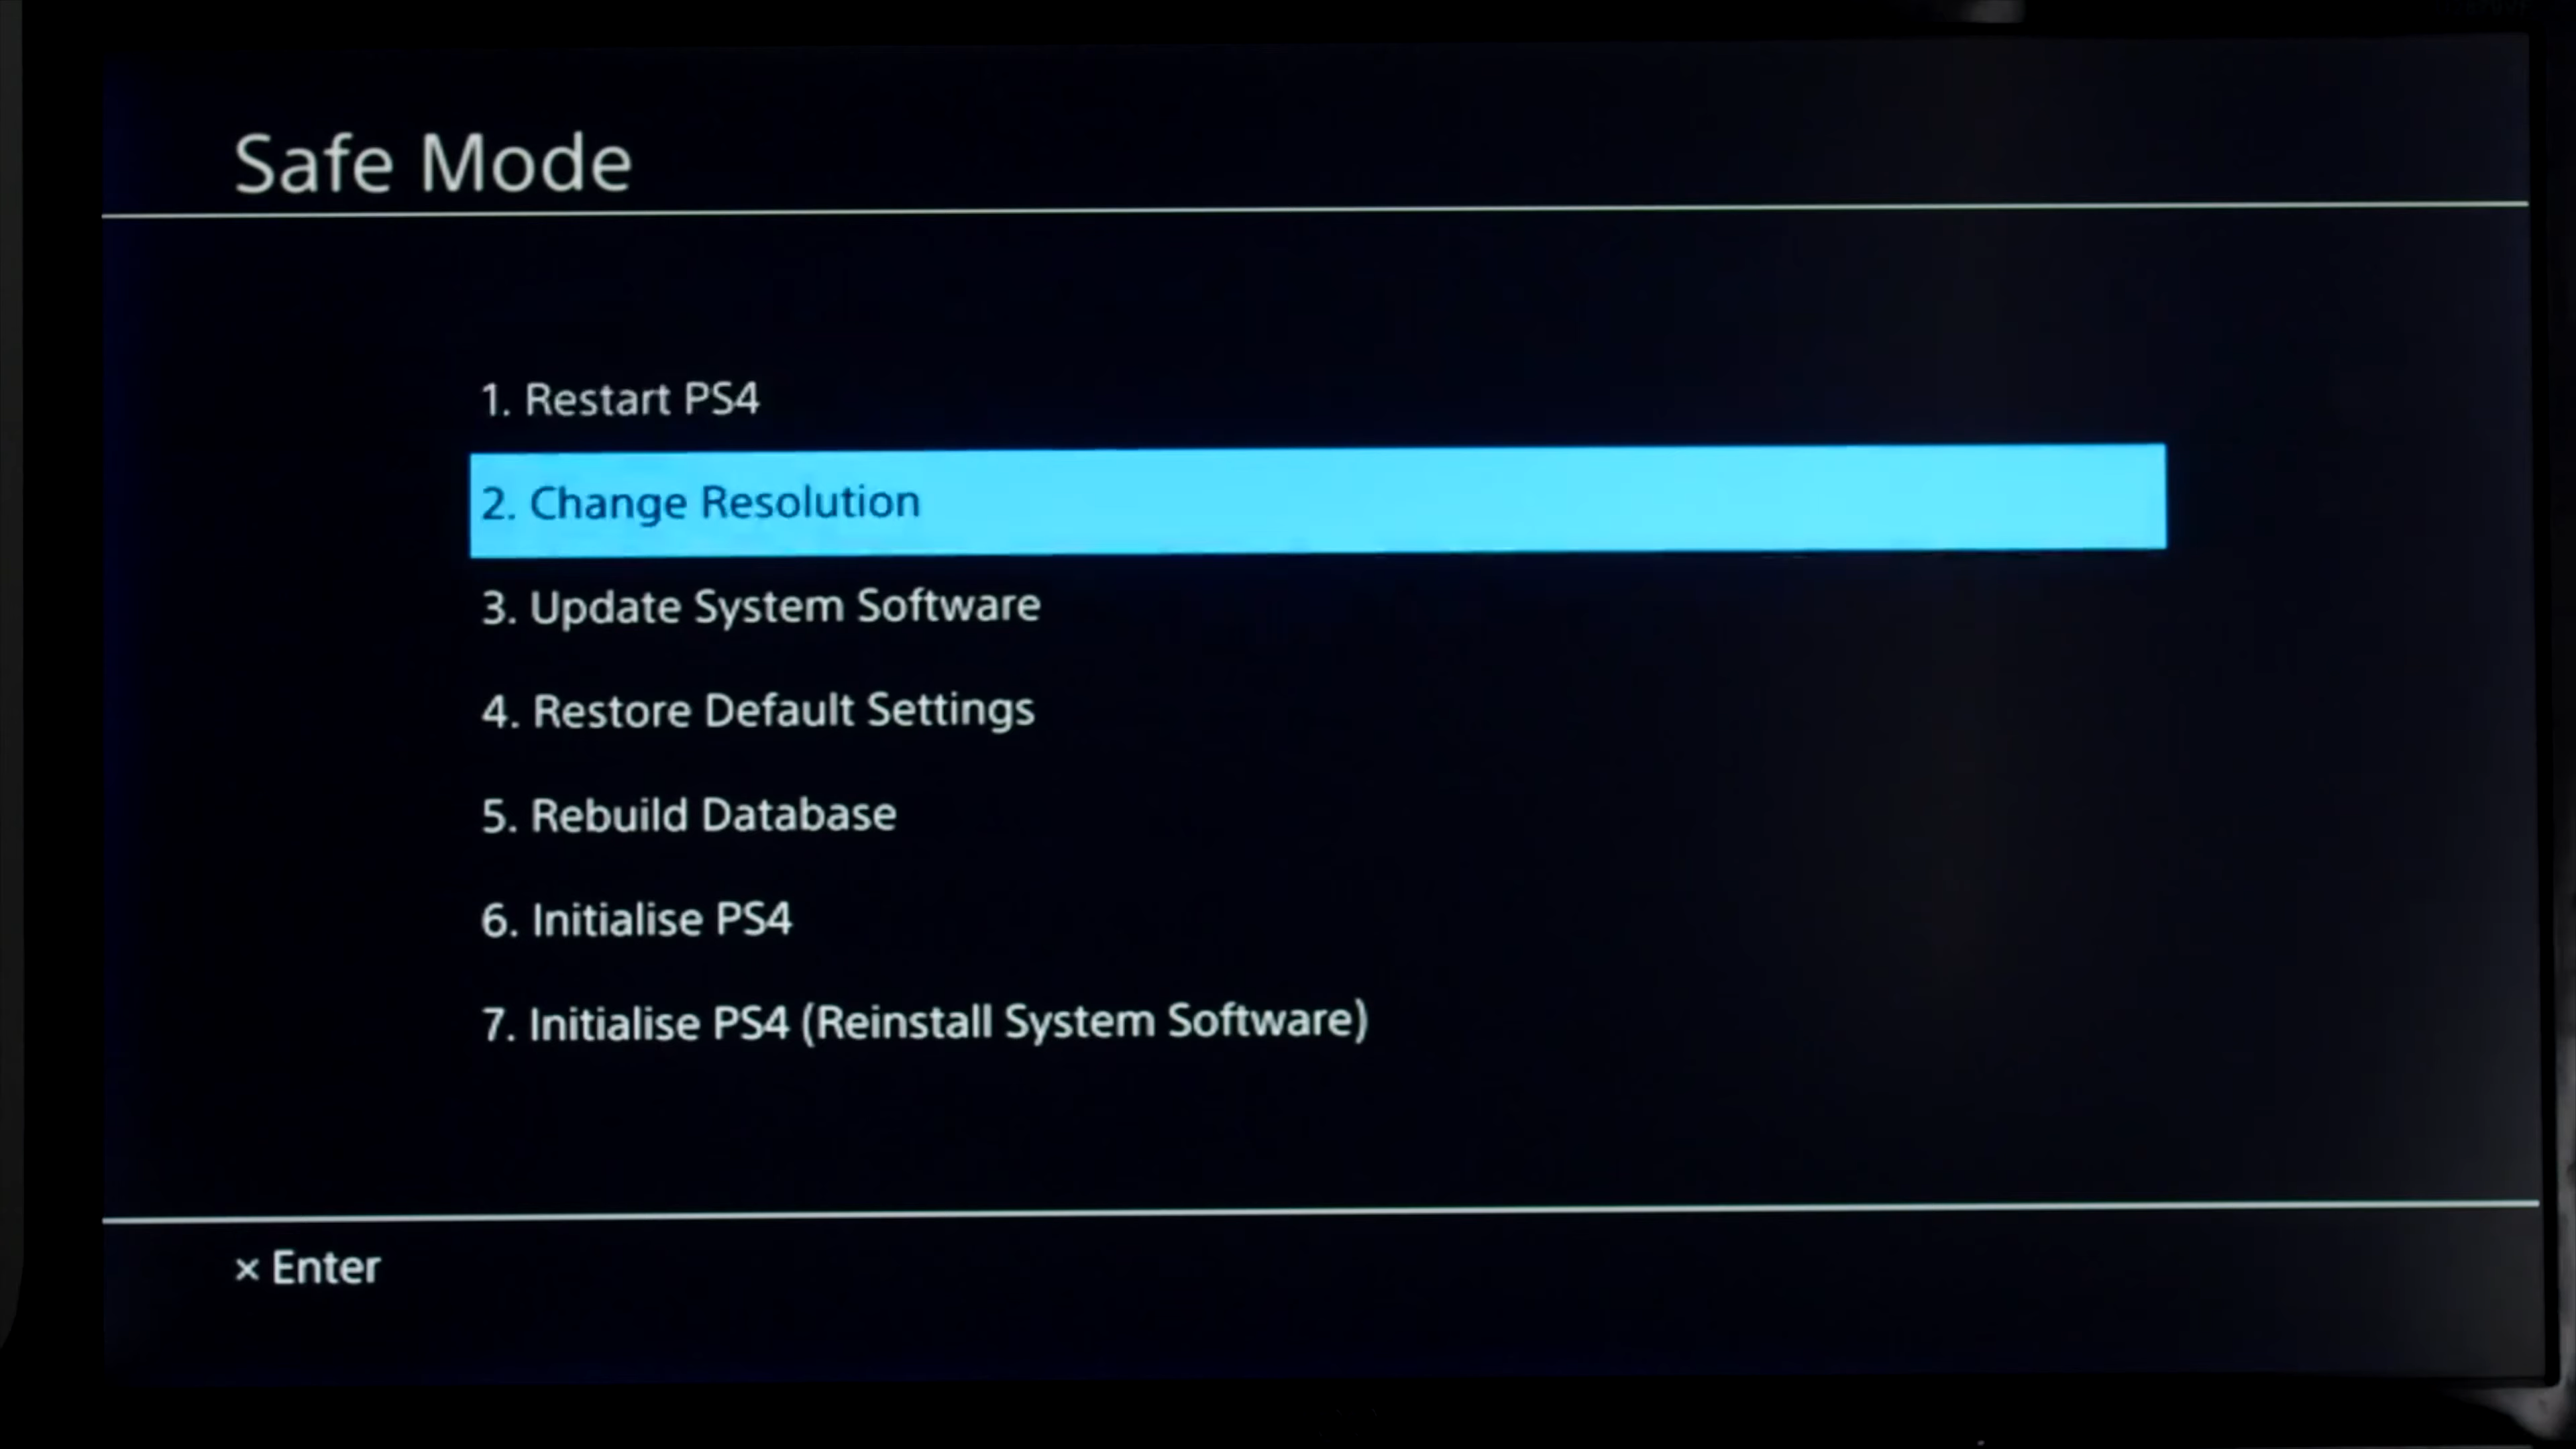 Safe Mode
1. Restart PS4
2. Change Resolution
3. Update System Software
4. Restore Default Settings
5. Rebuild Database
6. Initialise PS4
7. Initialise PS4 (Reinstall System Software)
× Enter